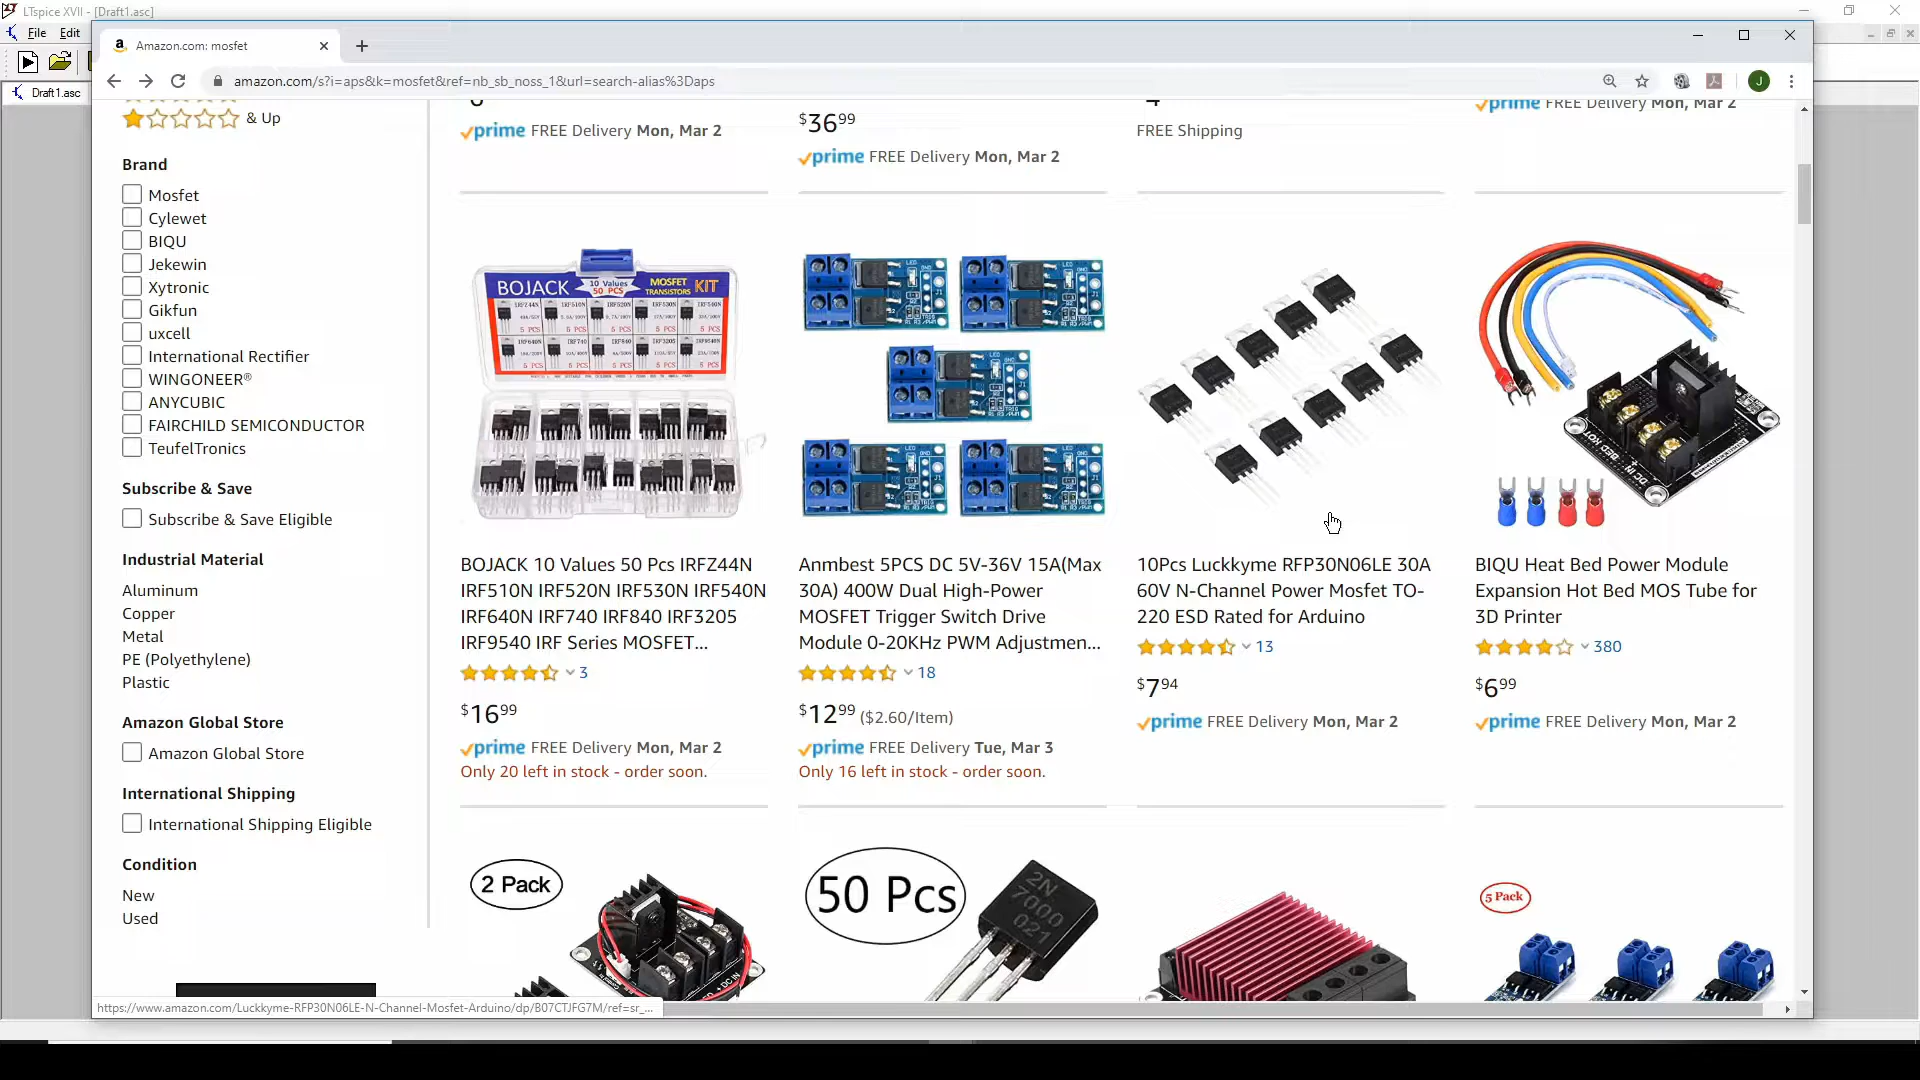 LTspice XVII - [Draft1.asc]
File Edit
Draft1.asc
Amazon.com: mosfet
amazon.com/s?i=aps&k=mosfet&ref=nb_sb_noss_1&url=search-alias%3Daps
J
& Up
Brand
Mosfet
Cylewet
BIQU
Jekewin
Xytronic
Gikfun
uxcell
International Rectifier
WINGONEER®
ANYCUBIC
FAIRCHILD SEMICONDUCTOR
TeufelTronics
Subscribe & Save
Subscribe & Save Eligible
Industrial Material
Aluminum
Copper
Metal
PE (Polyethylene)
Plastic
Amazon Global Store
Amazon Global Store
International Shipping
International Shipping Eligible
Condition
New
Used
prime FREE Delivery Mon, Mar 2
$36 99
prime FREE Delivery Mon, Mar 2
FREE Shipping
prime FREE Delivery Mon, Mar 2
BOJACK 10 Values 50 PCS MOSFET TRANSISTORS KIT
BOJACK 10 Values 50 Pcs IRFZ44N
IRF510N IRF520N IRF530N IRF540N
IRF640N IRF740 IRF840 IRF3205
IRF9540 IRF Series MOSFET...
3
$16 99
prime FREE Delivery Mon, Mar 2
Only 20 left in stock - order soon.
Anmbest 5PCS DC 5V-36V 15A(Max
30A) 400W Dual High-Power
MOSFET Trigger Switch Drive
Module 0-20KHz PWM Adjustmen...
18
$12 99 ($2.60/Item)
prime FREE Delivery Tue, Mar 3
Only 16 left in stock - order soon.
10Pcs Luckkyme RFP30N06LE 30A
60V N-Channel Power Mosfet TO-
220 ESD Rated for Arduino
13
$7 94
prime FREE Delivery Mon, Mar 2
BIQU Heat Bed Power Module
Expansion Hot Bed MOS Tube for
3D Printer
380
$6 99
prime FREE Delivery Mon, Mar 2
2 Pack
50 Pcs
2N
7000
021
5 Pack
https://www.amazon.com/Luckkyme-RFP30N06LE-N-Channel-Mosfet-Arduino/dp/B07CTJFG7M/ref=sr_...